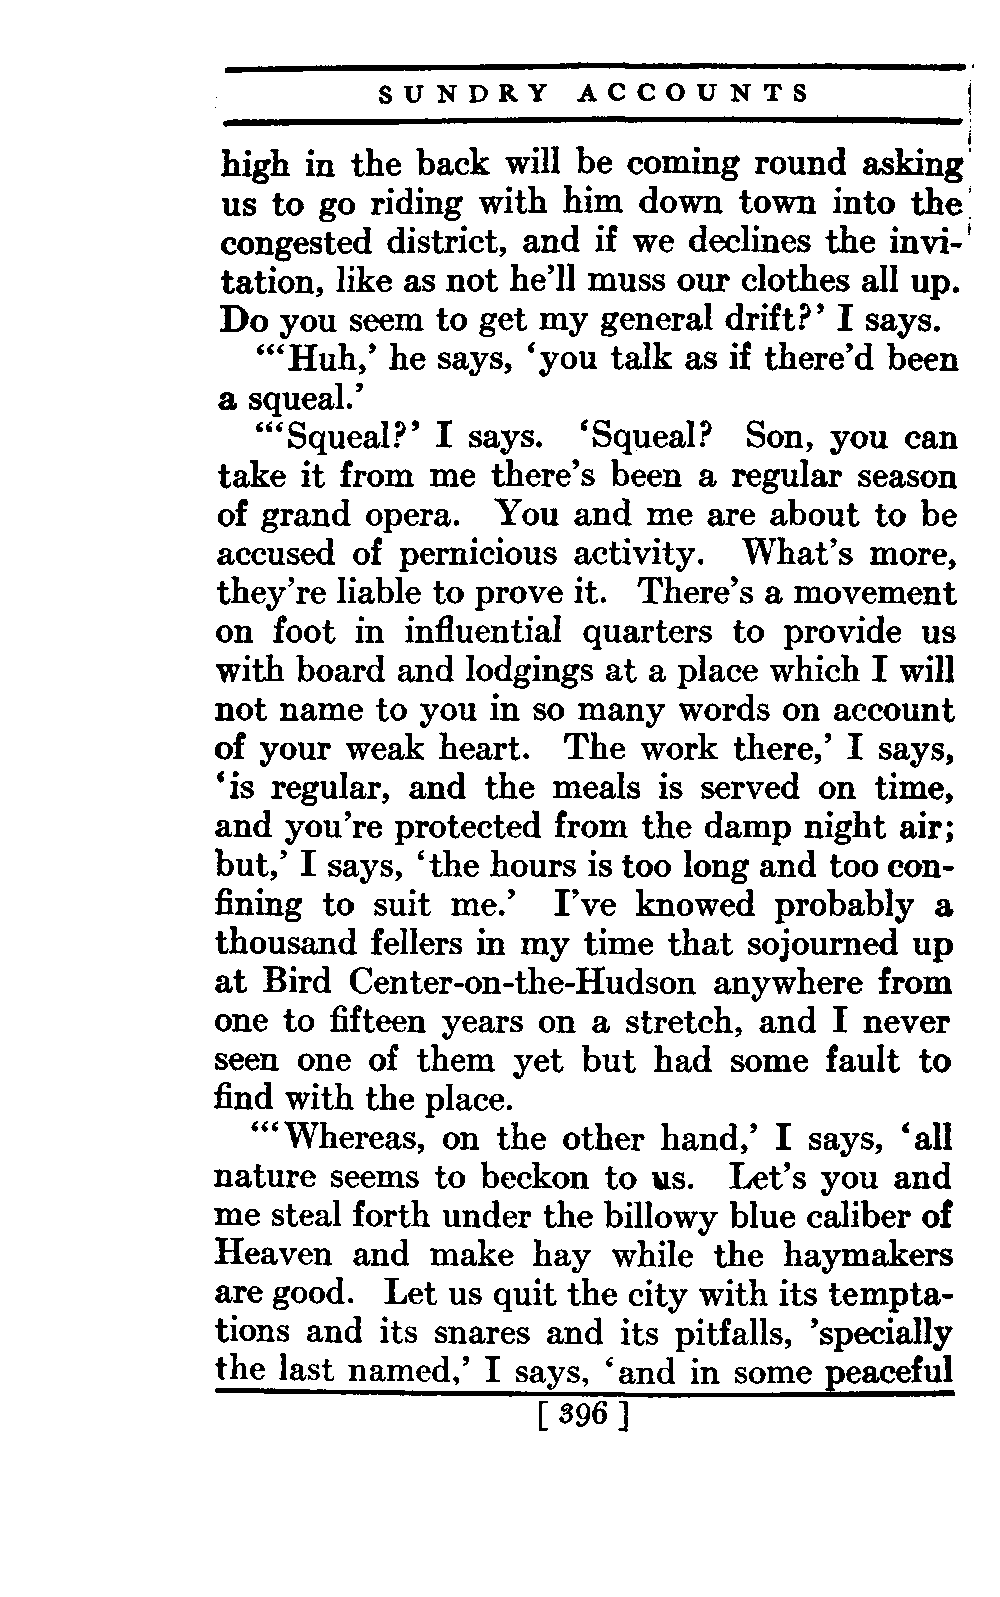 SUNDRY ACCOUNTS
high in the back will be coming round asking
us to go riding with him down town into the
congested district, and if we declines the invi-
tation, like as not he'll muss our clothes all up.
Do you seem to get my general drift?' I says.
"'Huh,' he says, 'you talk as if there'd been
a squeal.'
"'Squeal?' I says. 'Squeal? Son, you can
take it from me there's been a regular season
of grand opera. You and me are about to be
accused of pernicious activity. What's more,
they're liable to prove it. There's a movement
on foot in influential quarters to provide us
with board and lodgings at a place which I will
not name to you in so many words on account
of your weak heart. The work there,' I says,
'is regular, and the meals is served on time,
and you're protected from the damp night air;
but,' I says, 'the hours is too long and too con-
fining to suit me.' I've knowed probably a
thousand fellers in my time that sojourned up
at Bird Center-on-the-Hudson anywhere from
one to fifteen years on a stretch, and I never
seen one of them yet but had some fault to
find with the place.
"'Whereas, on the other hand,' I says, 'all
nature seems to beckon to us. Let's you and
me steal forth under the billowy blue caliber of
Heaven and make hay while the haymakers
are good. Let us quit the city with its tempta-
tions and its snares and its pitfalls, 'specially
the last named,' I says, 'and in some peaceful
[ 396 ]